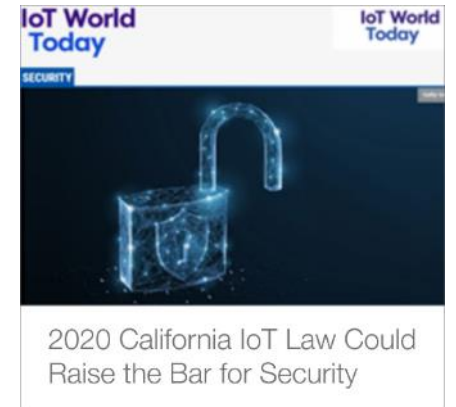 IoT World
Today
IoT World
Today
SECURITY
2020 California IoT Law Could
Raise the Bar for Security